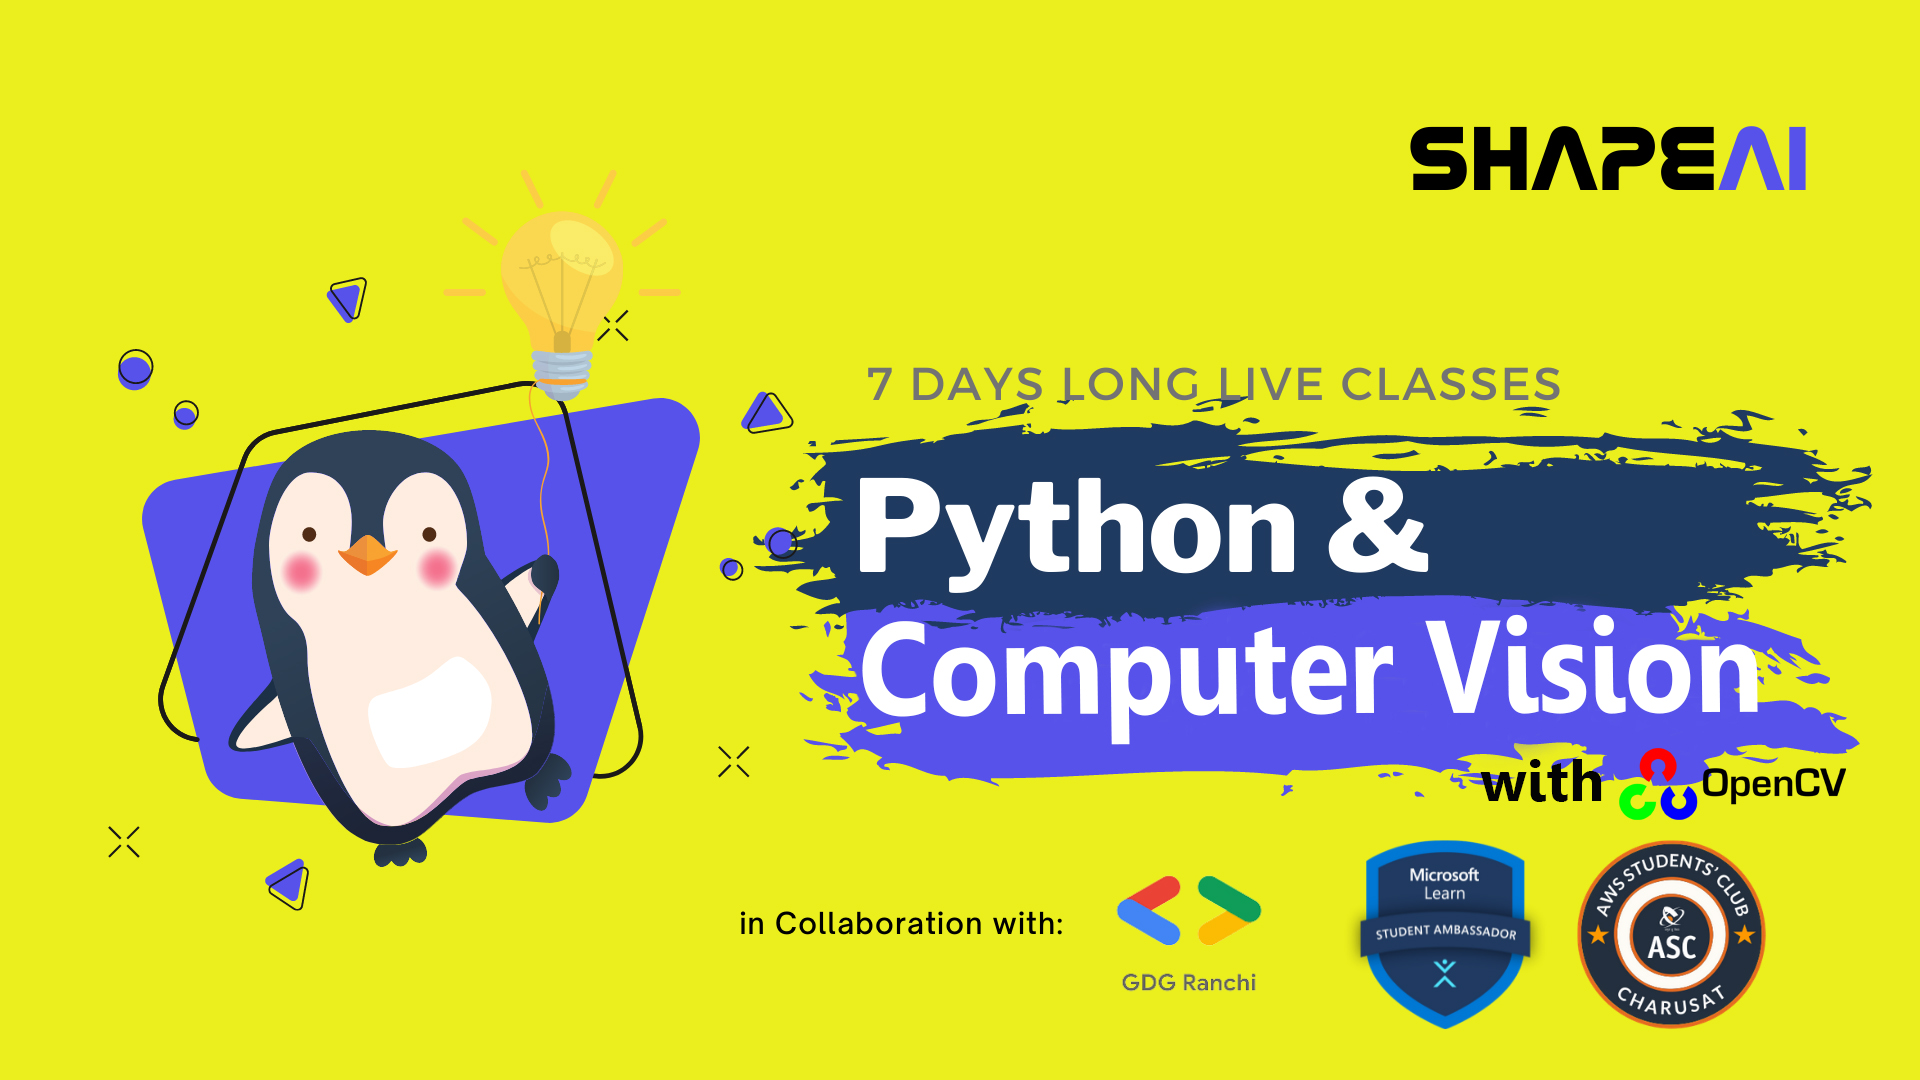 SHAPEAI
7 DAYS LONG LIVE CLASSES
Python &
Computer Vision
with OpenCV
in Collaboration with:
GDG Ranchi
Microsoft
Learn
STUDENT AMBASSADOR
AWS STUDENTS' CLUB
ASC
CHARUSAT